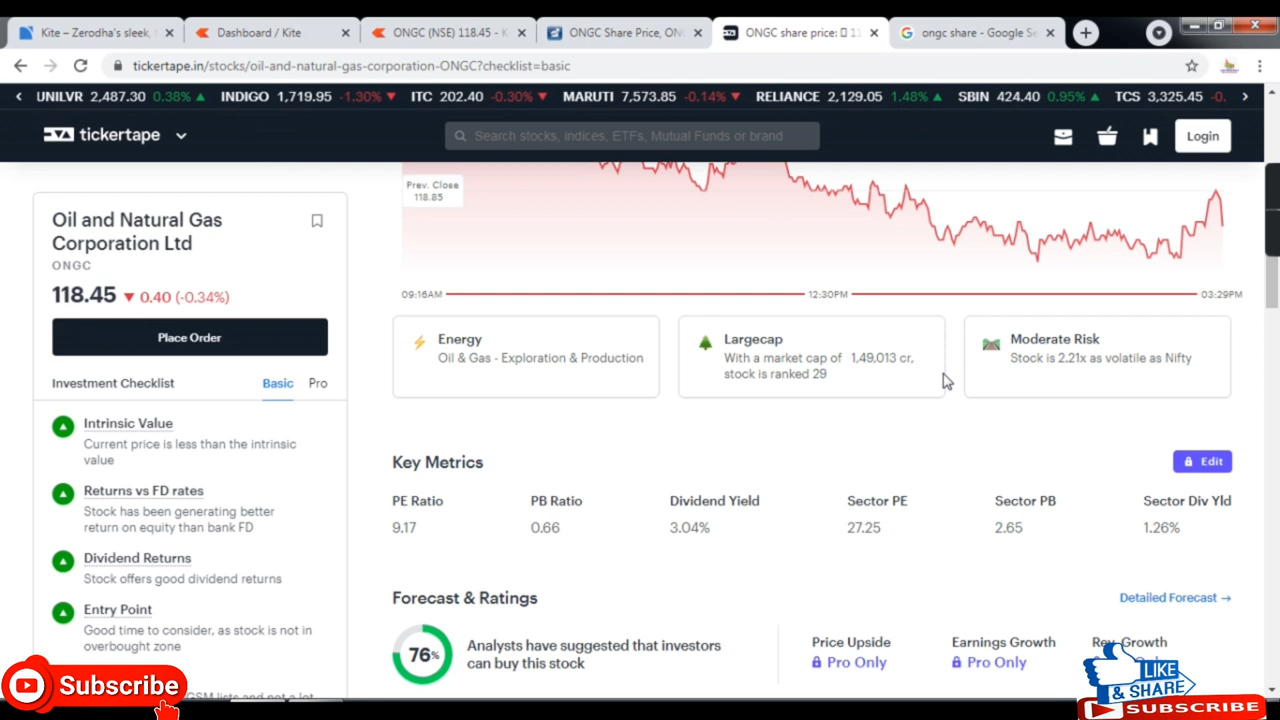 Kite – Zerodha's sleek,
Dashboard / Kite
ONGC (NSE) 118.45
ONGC Share Price, ON
ONGC share price:
ongc share - Google Se
tickertape.in/stocks/oil-and-natural-gas-corporation-ONGC?checklist=basic
UNILVR 2,487.30 0.38% INDIGO 1,719.95 -1.30% ITC 202.40 -0.30% MARUTI 7,573.85 -0.14% RELIANCE 2,129.05 1.48% SBIN 424.40 0.95% TCS 3,325.45 -0.
tickertape
Search stocks, indices, ETFs, Mutual Funds or brand
Login
Oil and Natural Gas
Corporation Ltd
ONGC
118.45 ▼ 0.40 (-0.34%)
Place Order
Investment Checklist Basic Pro
Intrinsic Value
Current price is less than the intrinsic
value
Returns vs FD rates
Stock has been generating better
return on equity than bank FD
Dividend Returns
Stock offers good dividend returns
Entry Point
Good time to consider, as stock is not in
overbought zone
GSM lists and not a lot
Prev. Close
118.85
09:16AM 12:30PM 03:29PM
Energy
Oil & Gas - Exploration & Production
Largecap
With a market cap of 1,49,013 cr,
stock is ranked 29
Moderate Risk
Stock is 2.21x as volatile as Nifty
Key Metrics
Edit
PE Ratio PB Ratio Dividend Yield Sector PE Sector PB Sector Div Yld
9.17 0.66 3.04% 27.25 2.65 1.26%
Forecast & Ratings
Detailed Forecast →
76%
Analysts have suggested that investors
can buy this stock
Price Upside Earnings Growth Rev. Growth
Pro Only Pro Only
Subscribe
LIKE
& SHARE
SUBSCRIBE